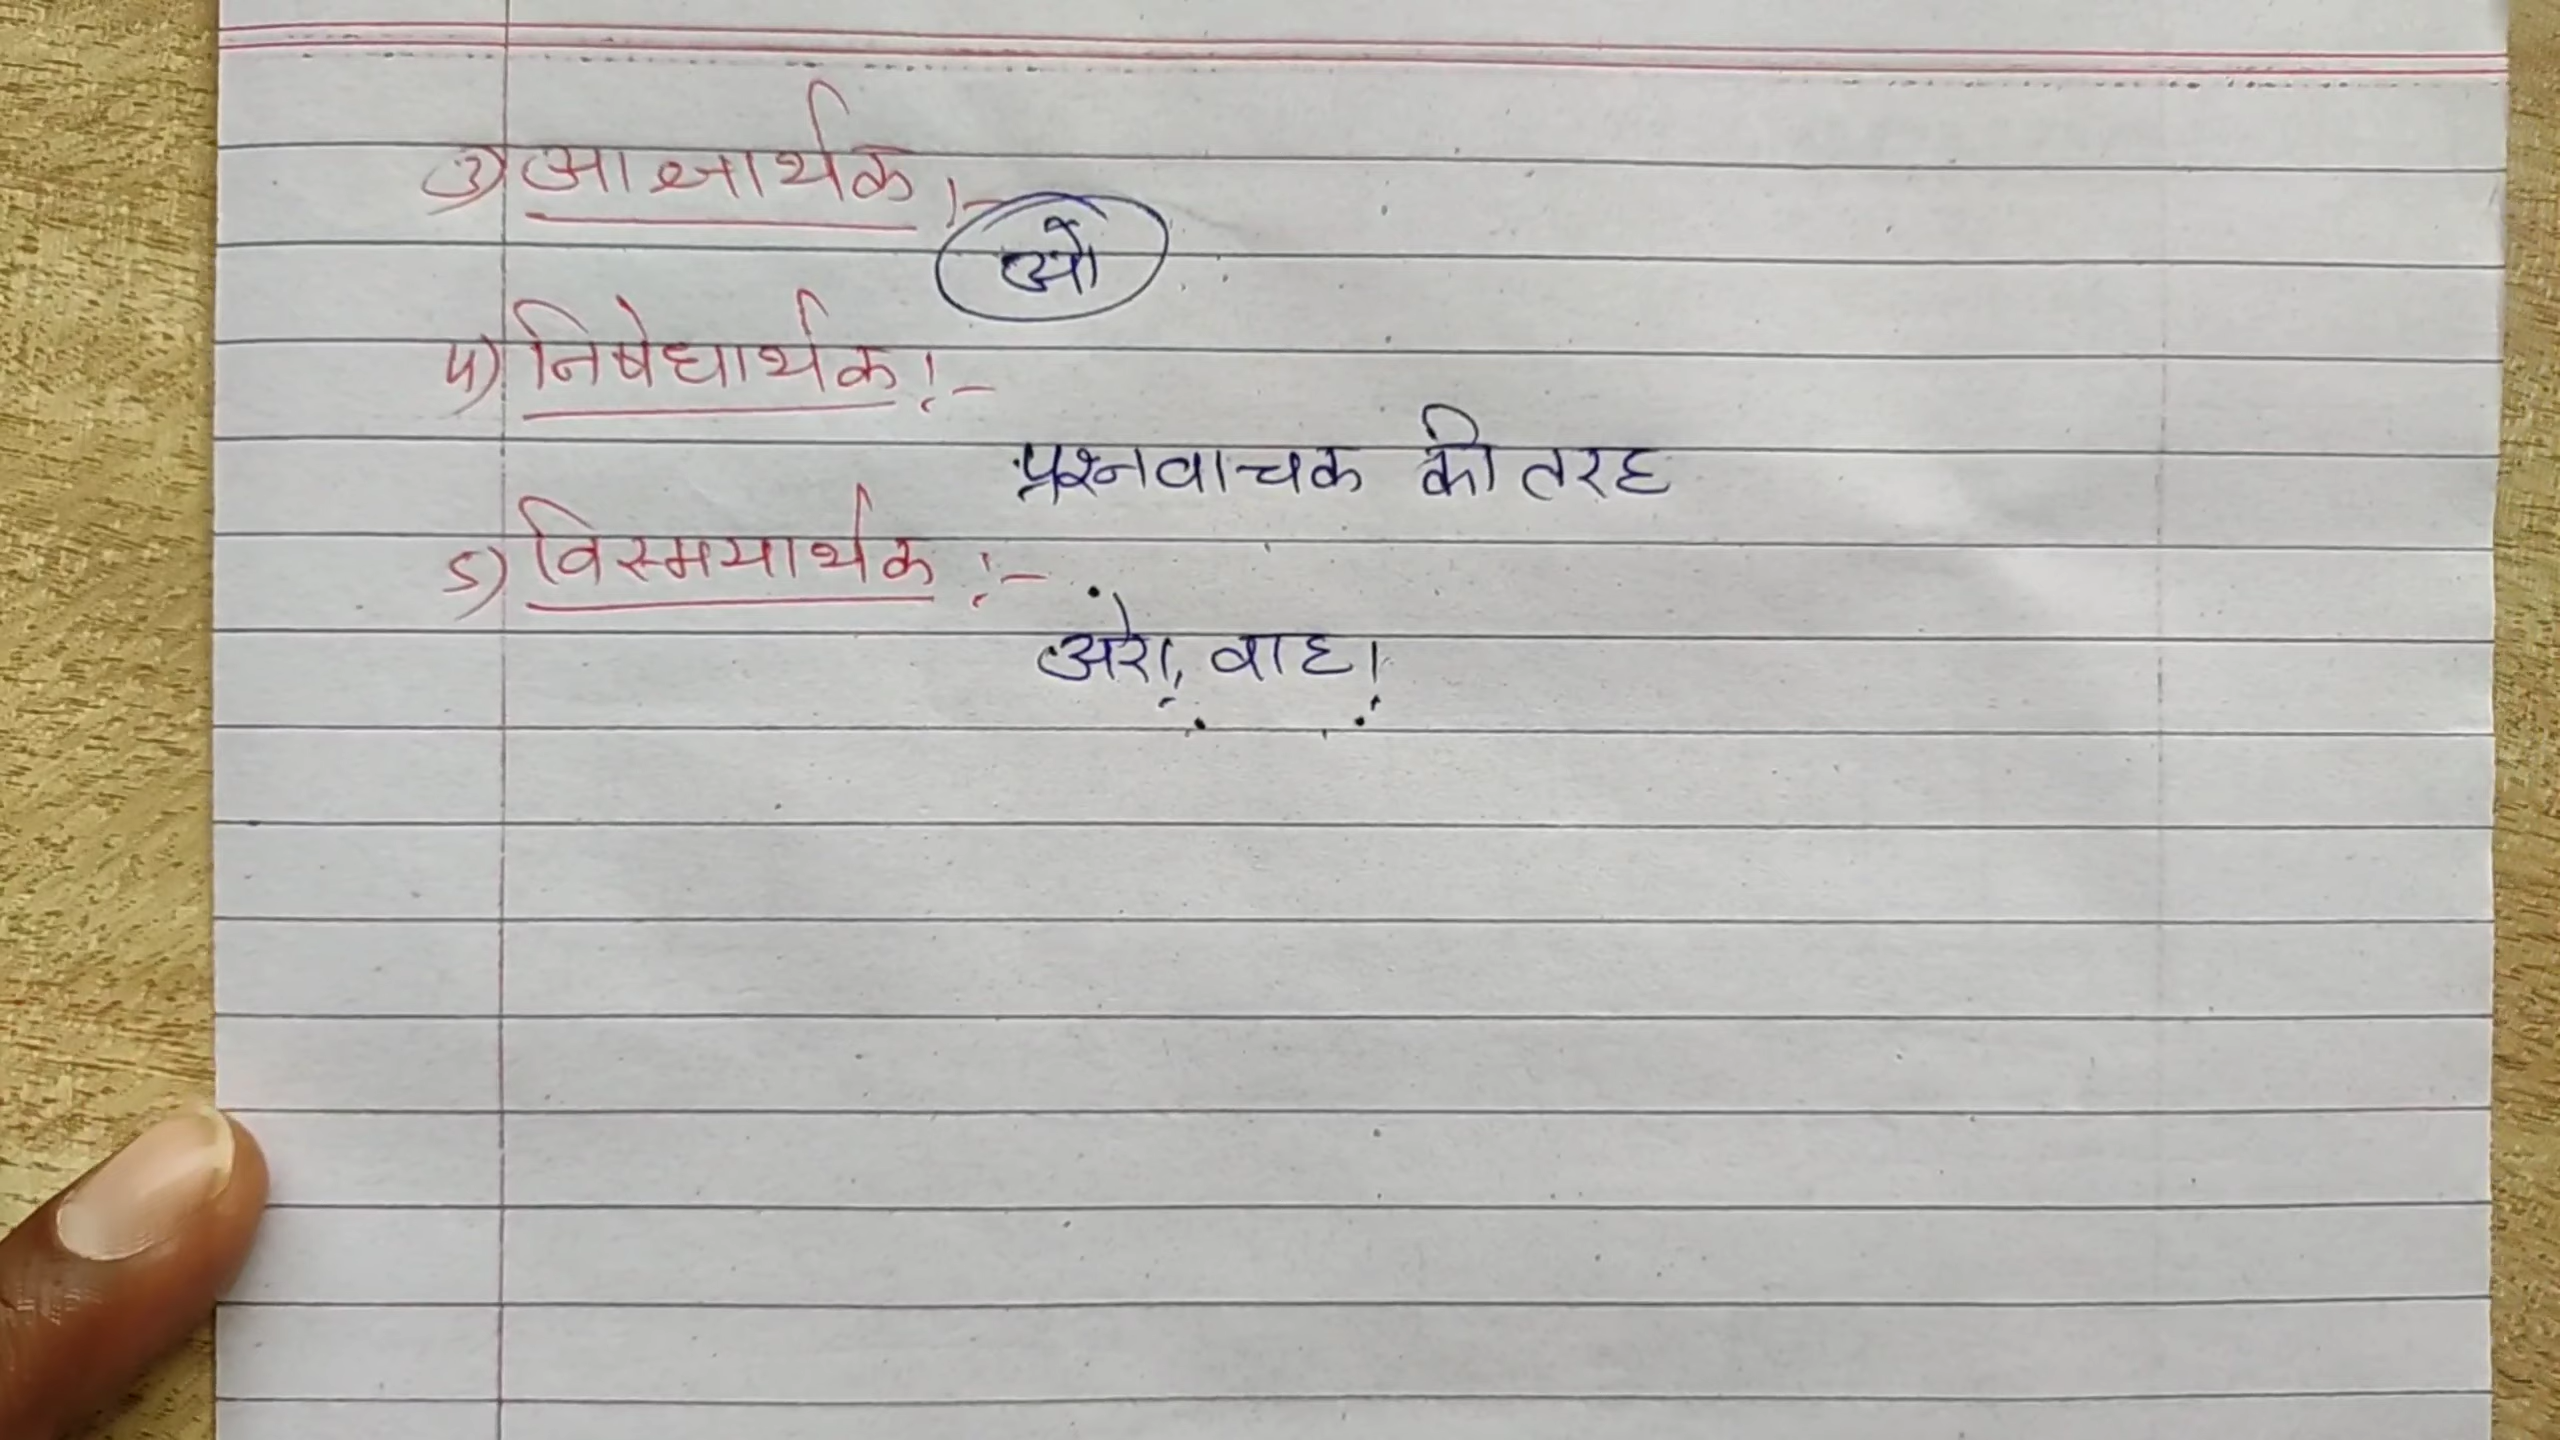 3) आज्ञार्थक :-
ओ
4) निषेधार्थक :-
प्रश्नवाचक की तरह
5) विस्मयार्थक :-
अरे!, वाह!